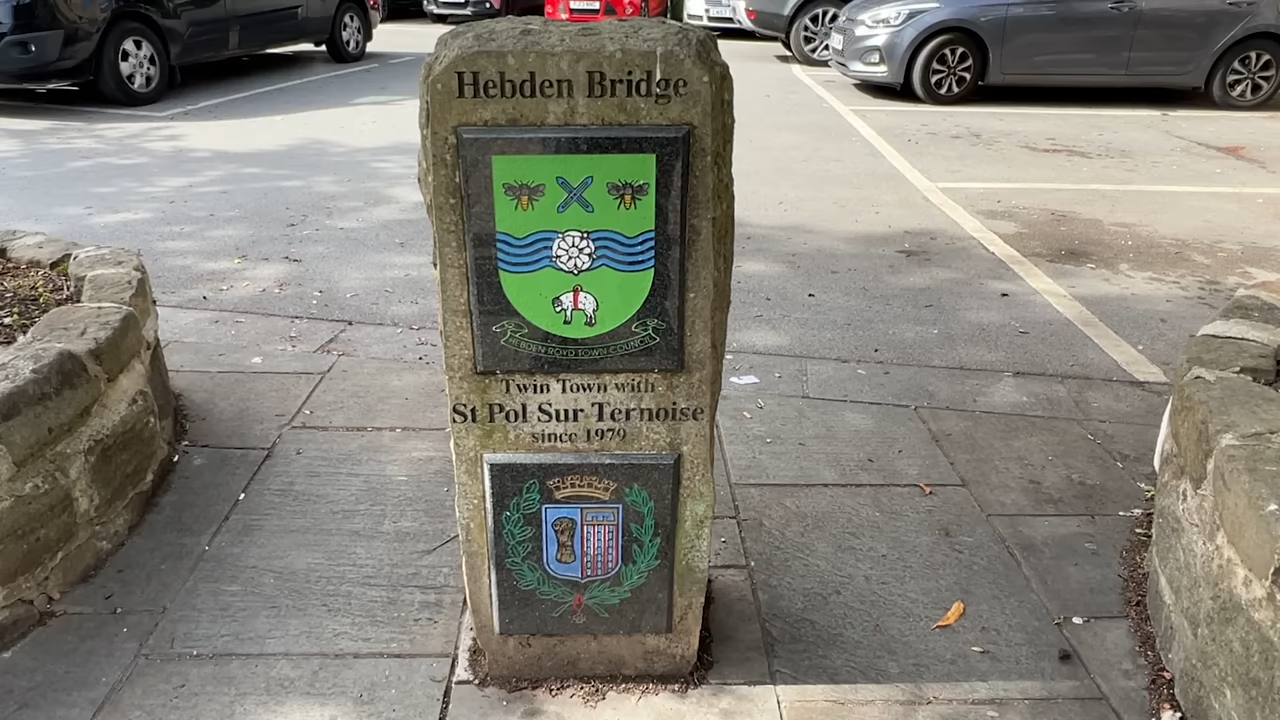 Hebden Bridge
HEBDEN ROYD TOWN COUNCIL
Twin Town with
St Pol Sur Ternoise
since 1979